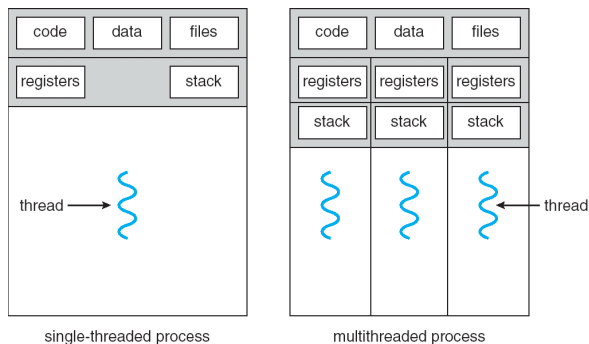 code data files
registers stack
thread
single-threaded process
code data files
registers registers registers
stack stack stack
thread
multithreaded process